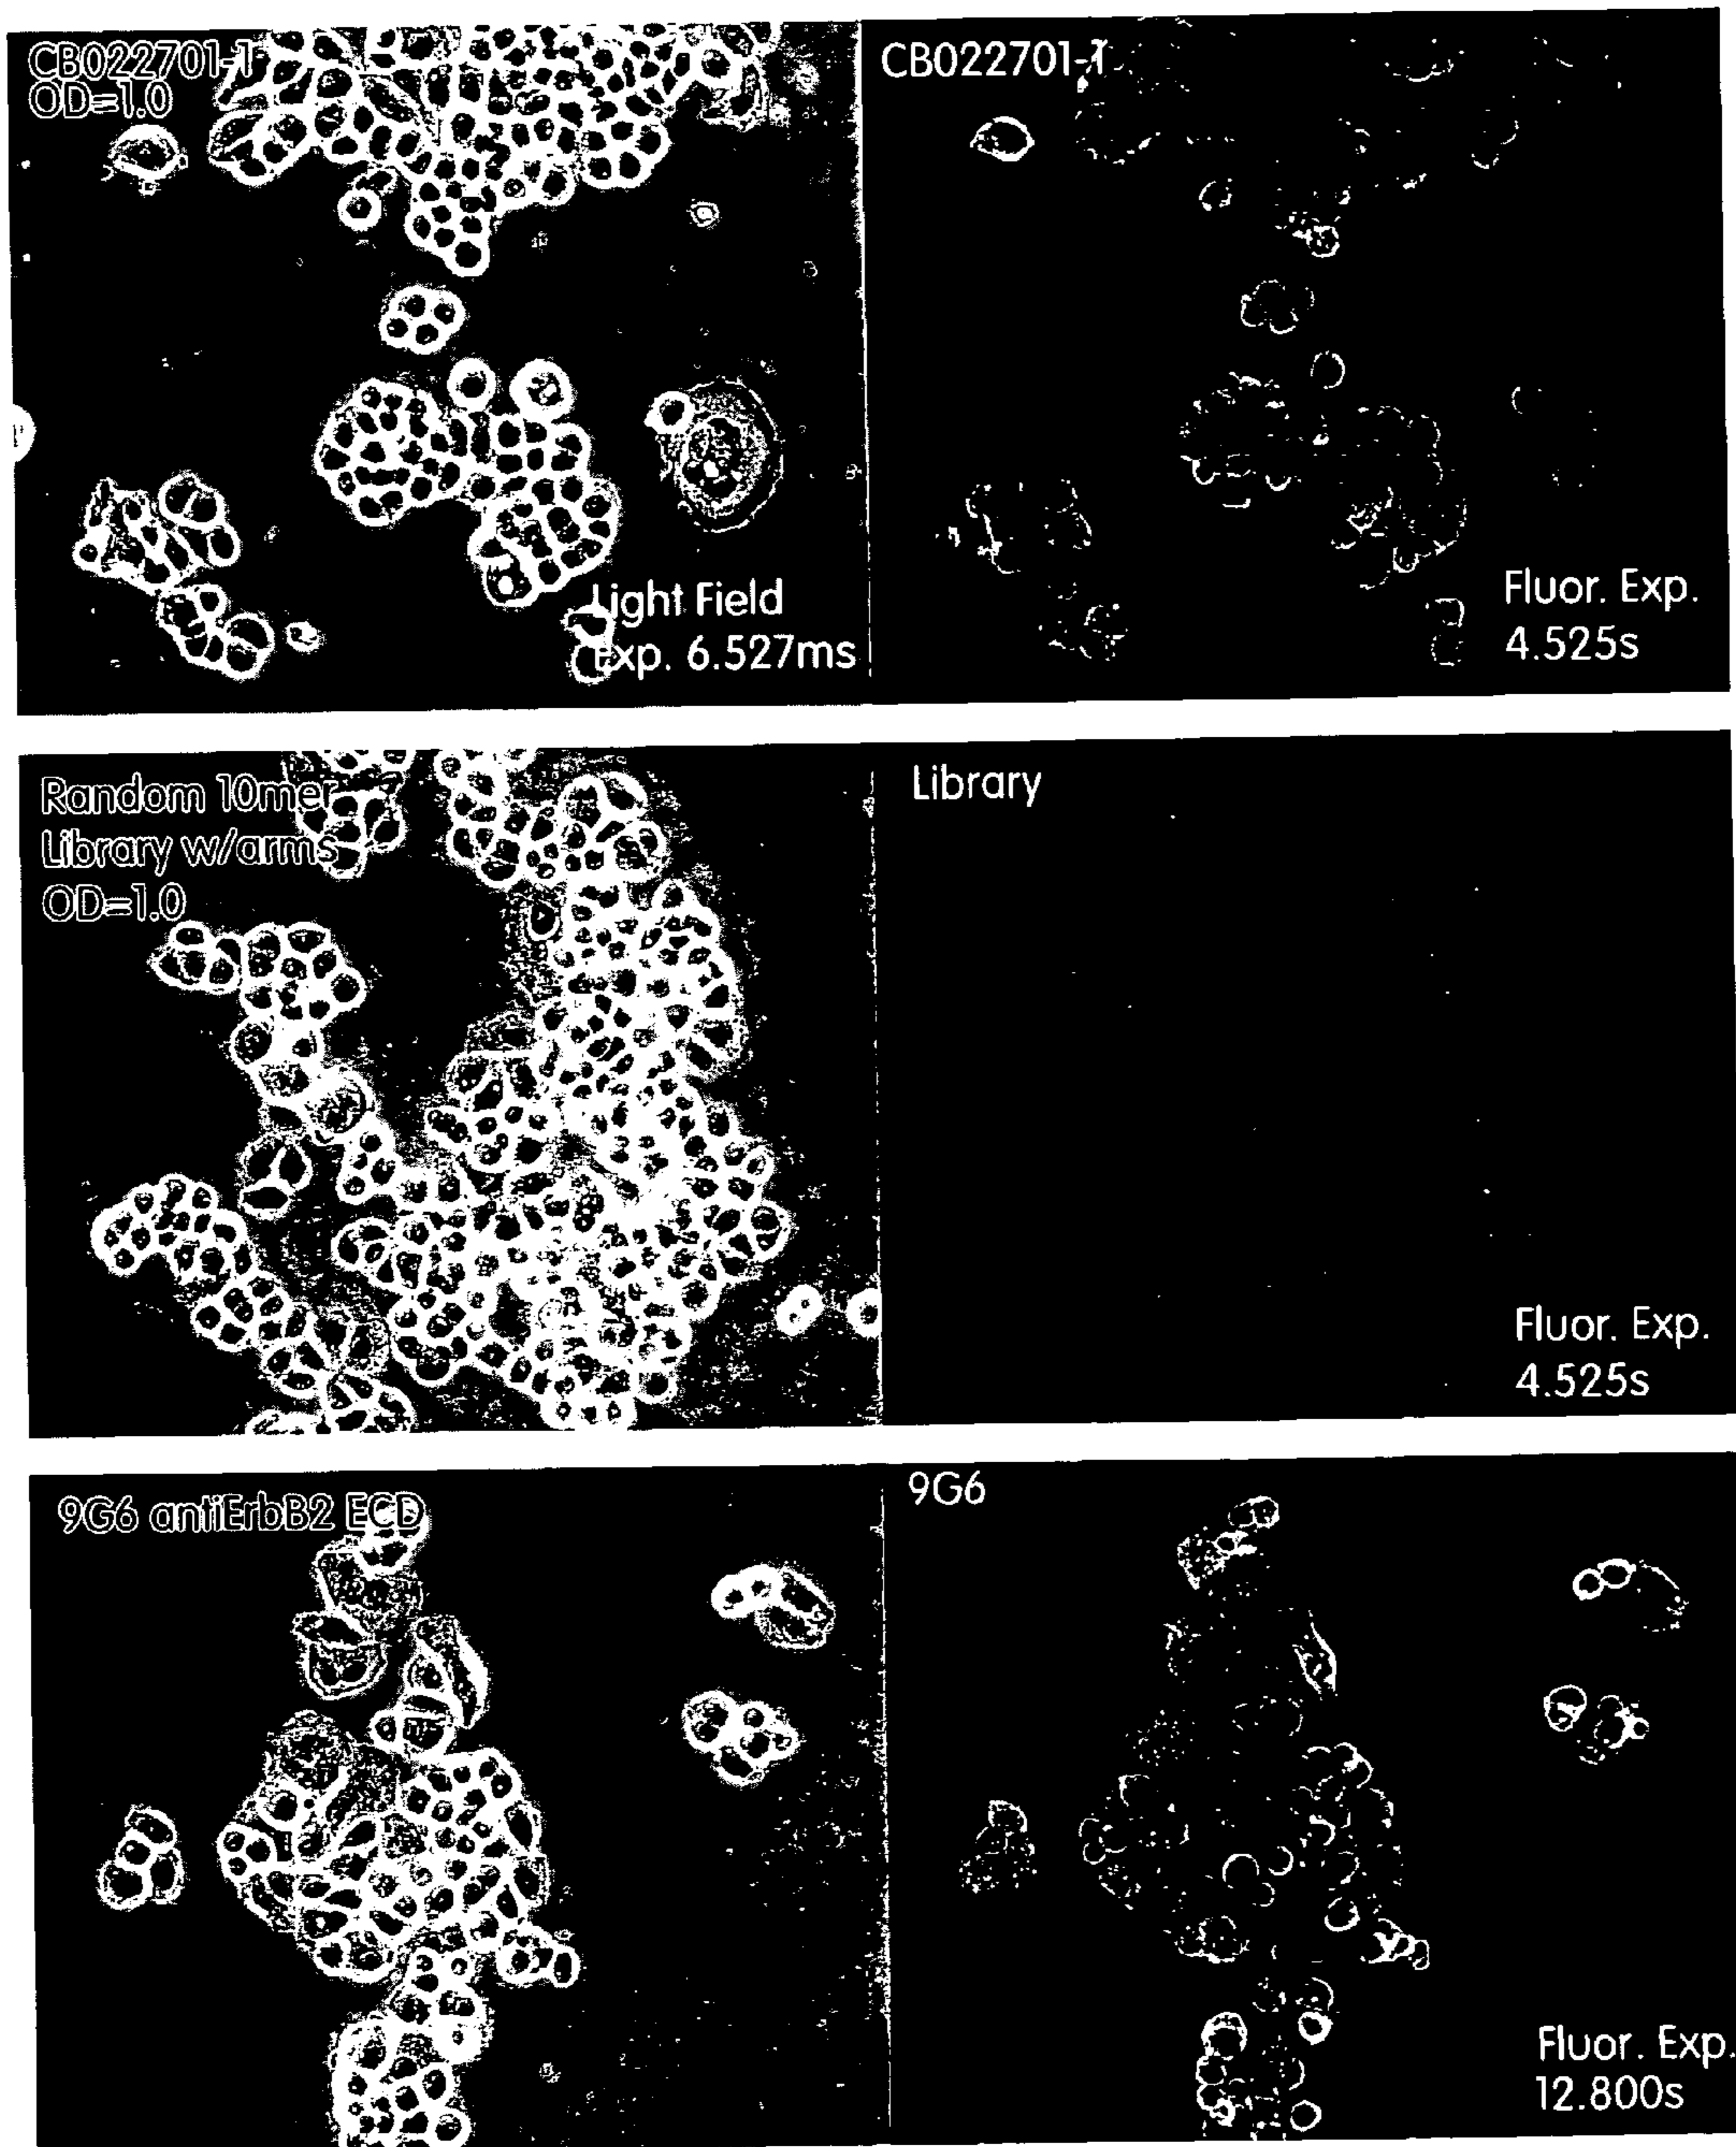 CB022701-1
OD=1.0
Light Field
Exp. 6.527ms
CB022701-1
Fluor. Exp.
4.525s
Random 10mer
Library w/arms
OD=1.0
Library
Fluor. Exp.
4.525s
9G6 antiErbB2 ECD
9G6
Fluor. Exp.
12.800s